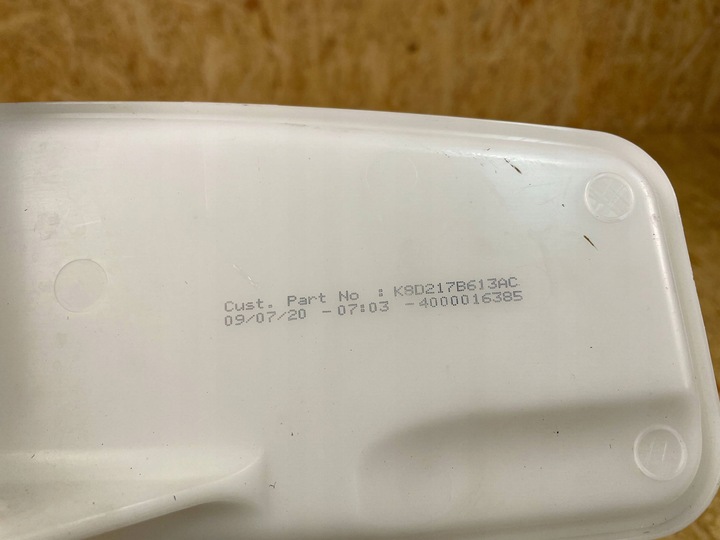 Cust. Part No : K8D217B613AC
09/07/20 -07:03 -4000016385